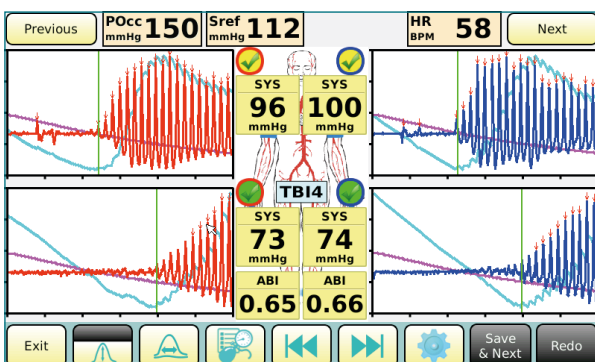 Previous
POcc
mmHg 150
Sref
mmHg 112
HR
BPM 58
Next
SYS
96
mmHg
SYS
100
mmHg
TBI4
SYS
73
mmHg
SYS
74
mmHg
ABI
0.65
ABI
0.66
Exit
Save
& Next
Redo